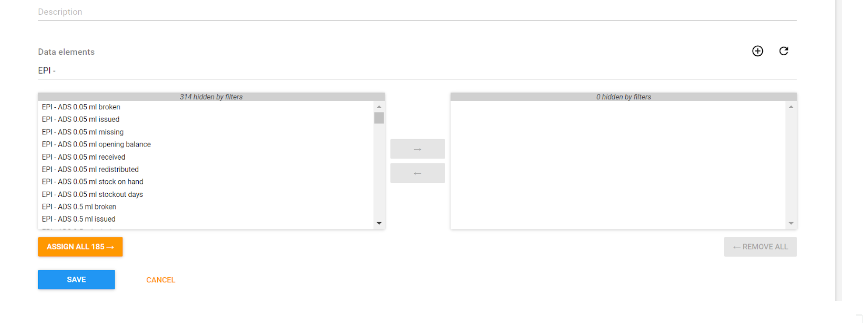 Description
Data elements
EPI -
314 hidden by filters
0 hidden by filters
EPI - ADS 0.05 ml broken
EPI - ADS 0.05 ml issued
EPI - ADS 0.05 ml missing
EPI - ADS 0.05 ml opening balance
EPI - ADS 0.05 ml received
EPI - ADS 0.05 ml redistributed
EPI - ADS 0.05 ml stock on hand
EPI - ADS 0.05 ml stockout days
EPI - ADS 0.5 ml broken
EPI - ADS 0.5 ml issued
→
←
ASSIGN ALL 185 →
← REMOVE ALL
SAVE
CANCEL